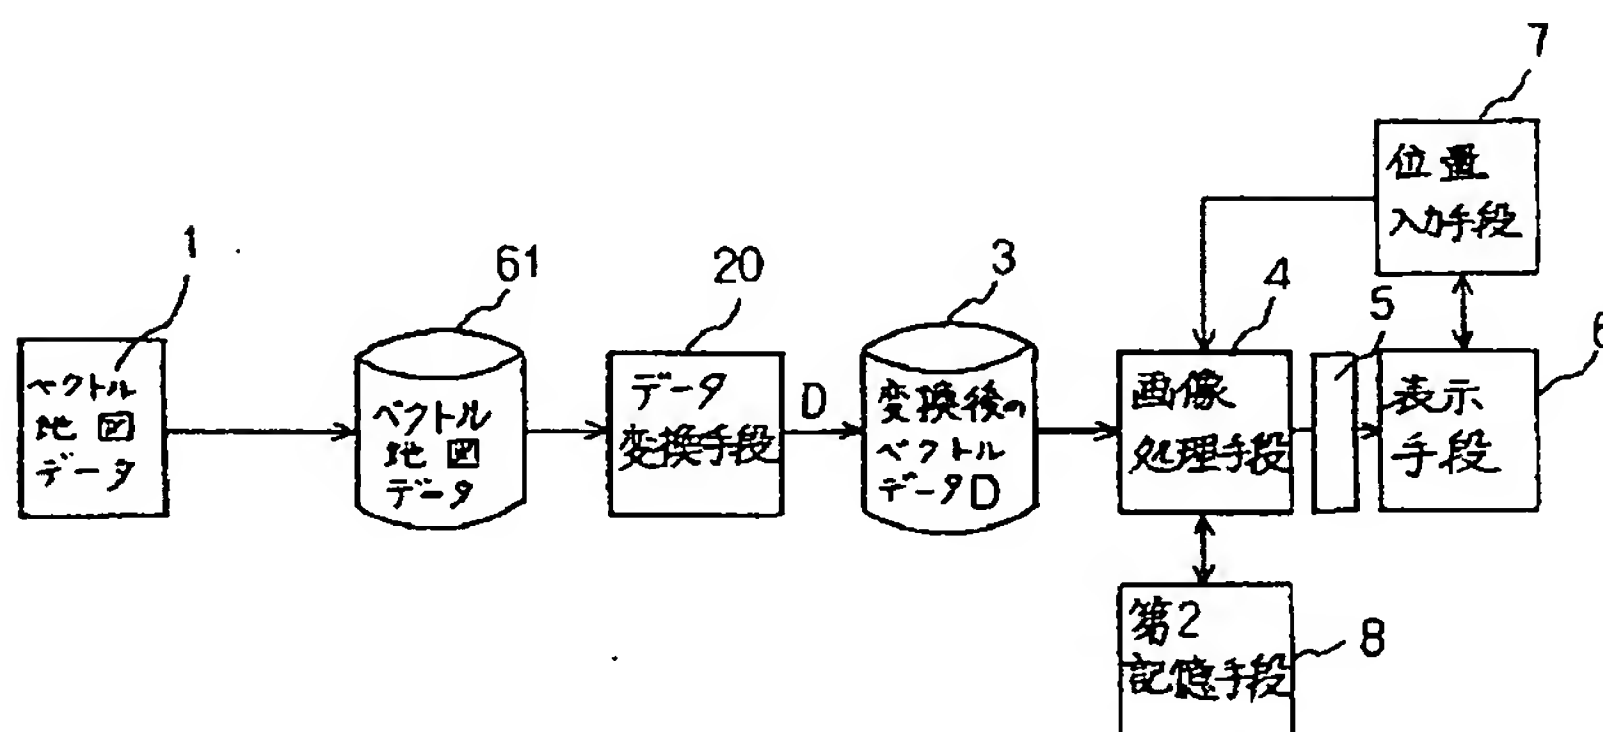 1
ベクトル
地図
データ
61
ベクトル
地図
データ
20
データ
変換手段
D
3
変換後の
ベクトル
データD
4
画像
処理手段
5
6
表示
手段
7
位置
入力手段
8
第2
記憶手段